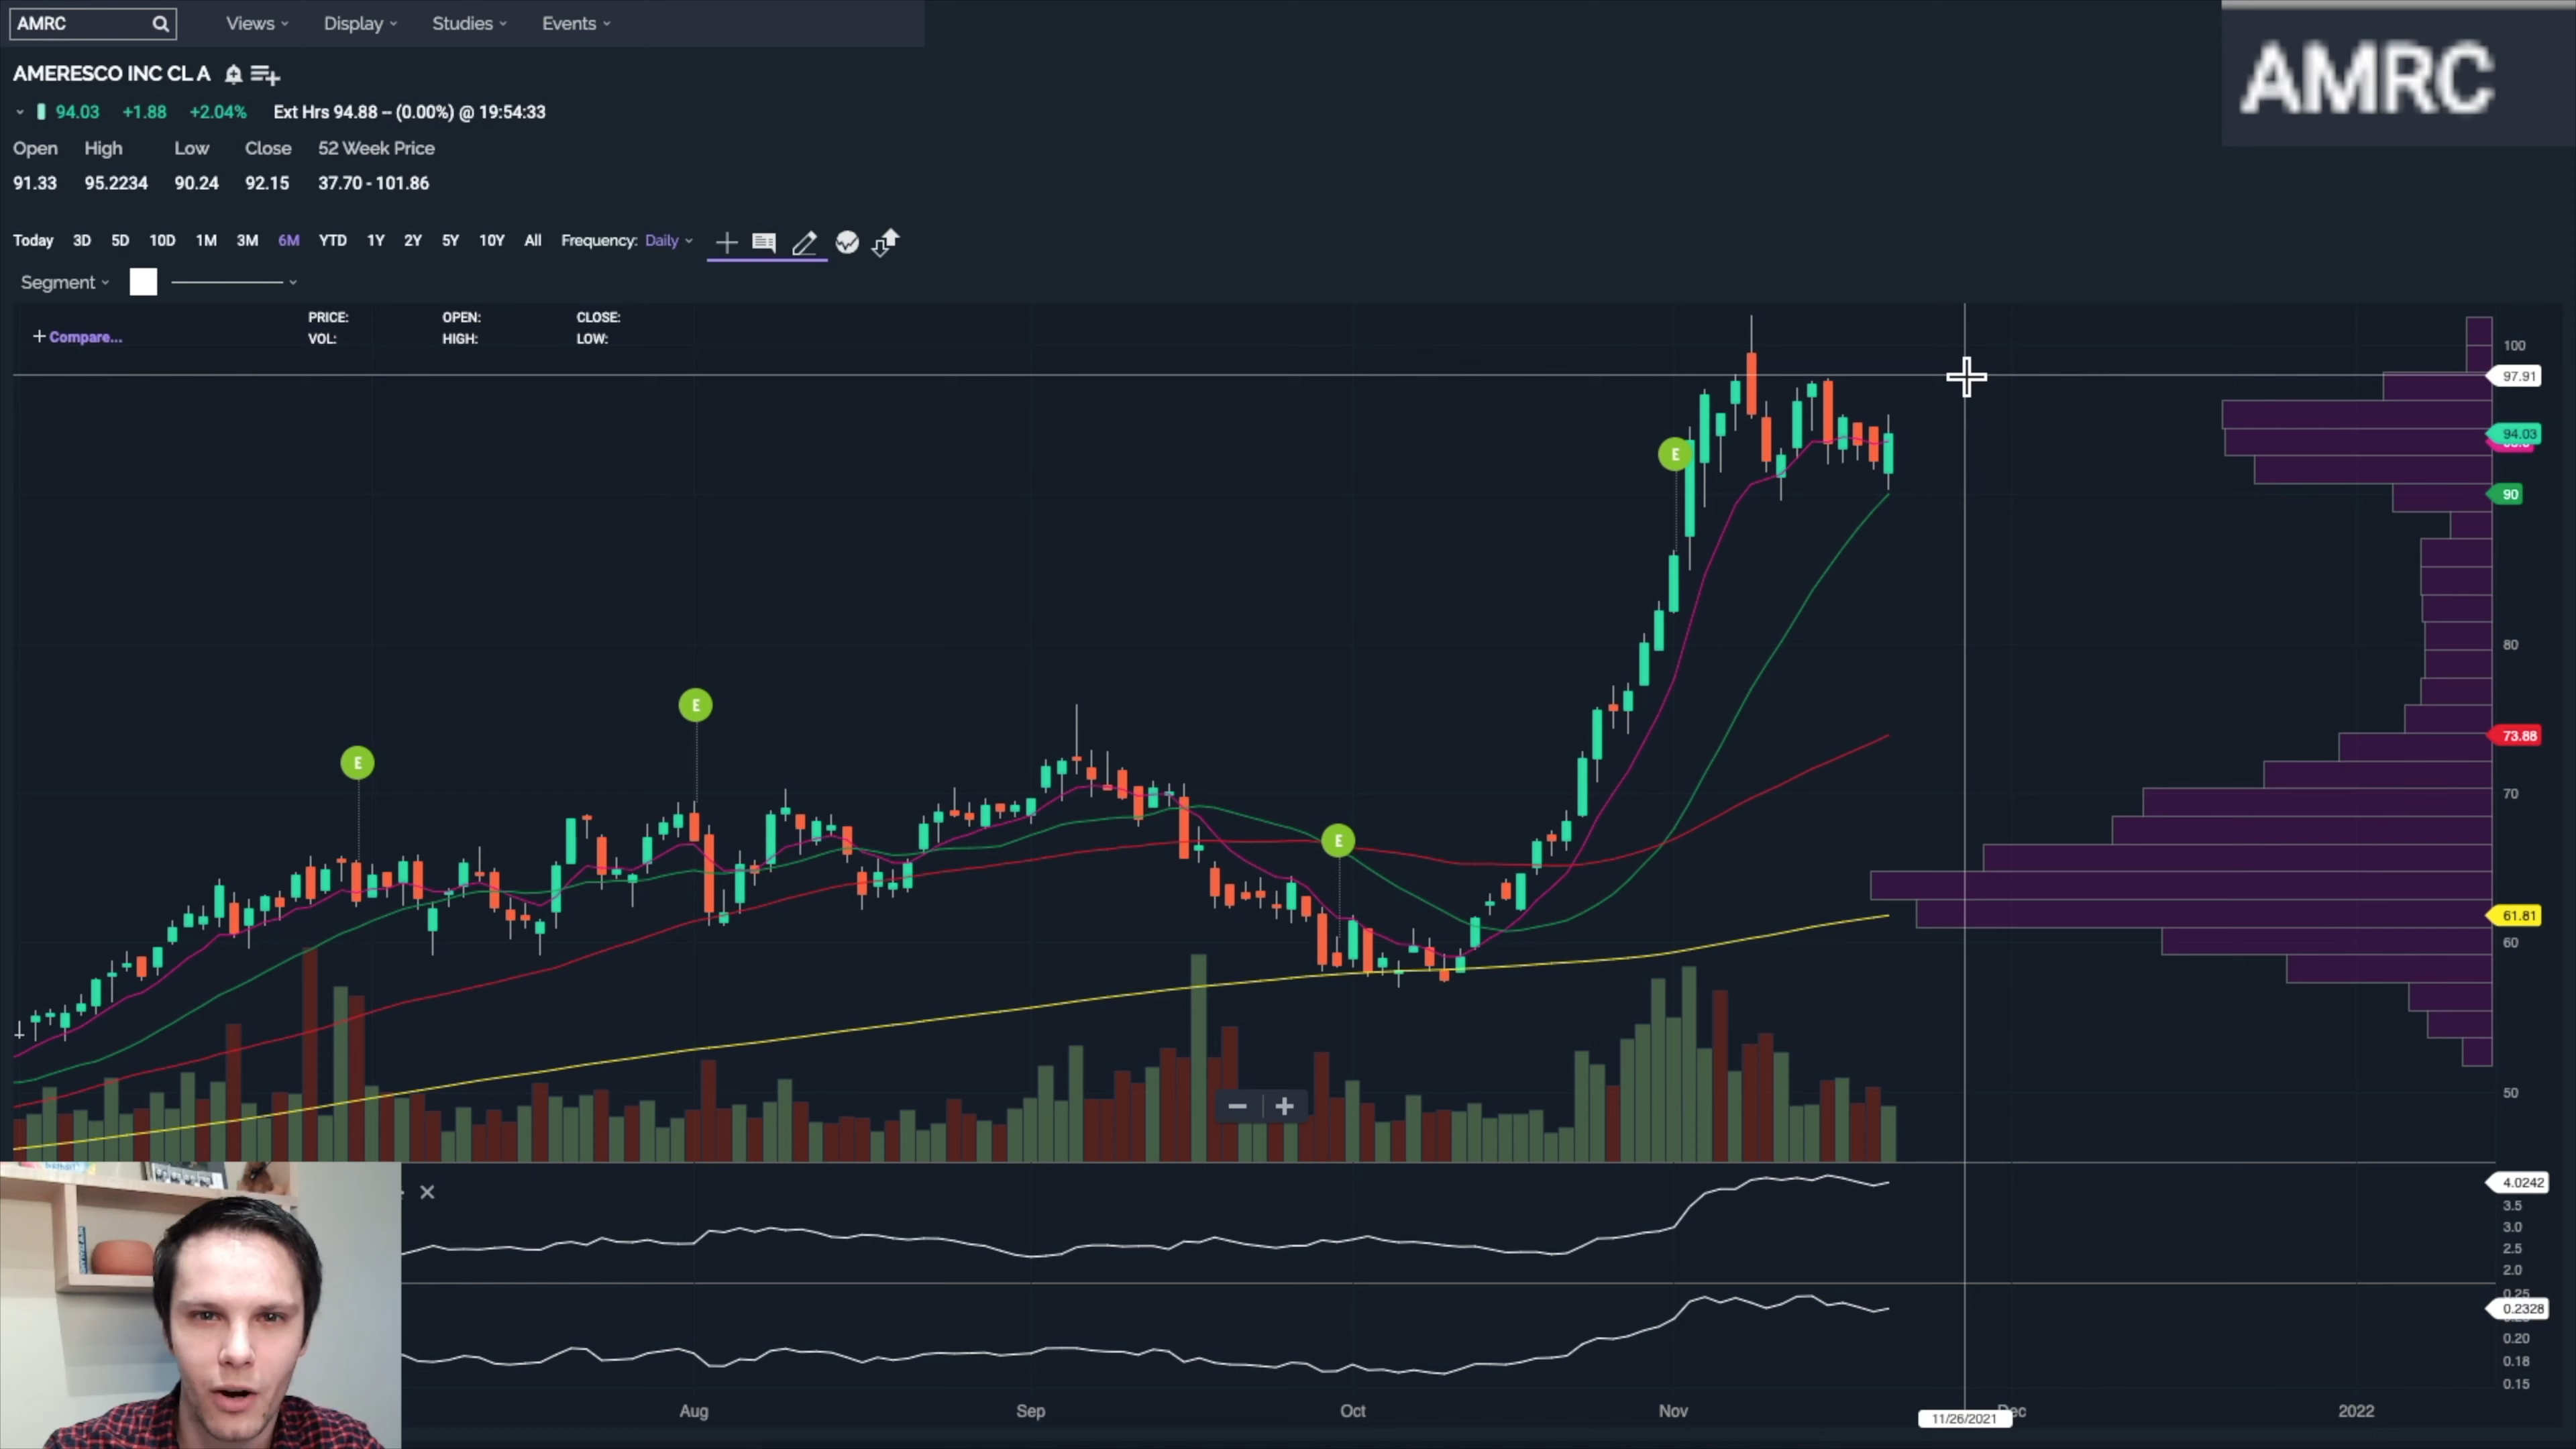 AMRC
Views Display Studies Events
AMRC
AMERESCO INC CL A
94.03 +1.88 +2.04% Ext Hrs 94.88 – (0.00%) @ 19:54:33
Open High Low Close 52 Week Price
91.33 95.2234 90.24 92.15 37.70 - 101.86
Today 3D 5D 10D 1M 3M 6M YTD 1Y 2Y 5Y 10Y All Frequency: Daily
Segment
PRICE: OPEN: CLOSE:
+ Compare...
VOL: HIGH: LOW:
100
97.91
94.03
E
90
80
E
73.88
E
70
E
61.81
60
− +
50
4.0242
3.5
3.0
2.5
2.0
0.25
0.2328
0.20
0.18
0.15
Aug Sep Oct Nov 2022
11/26/2021